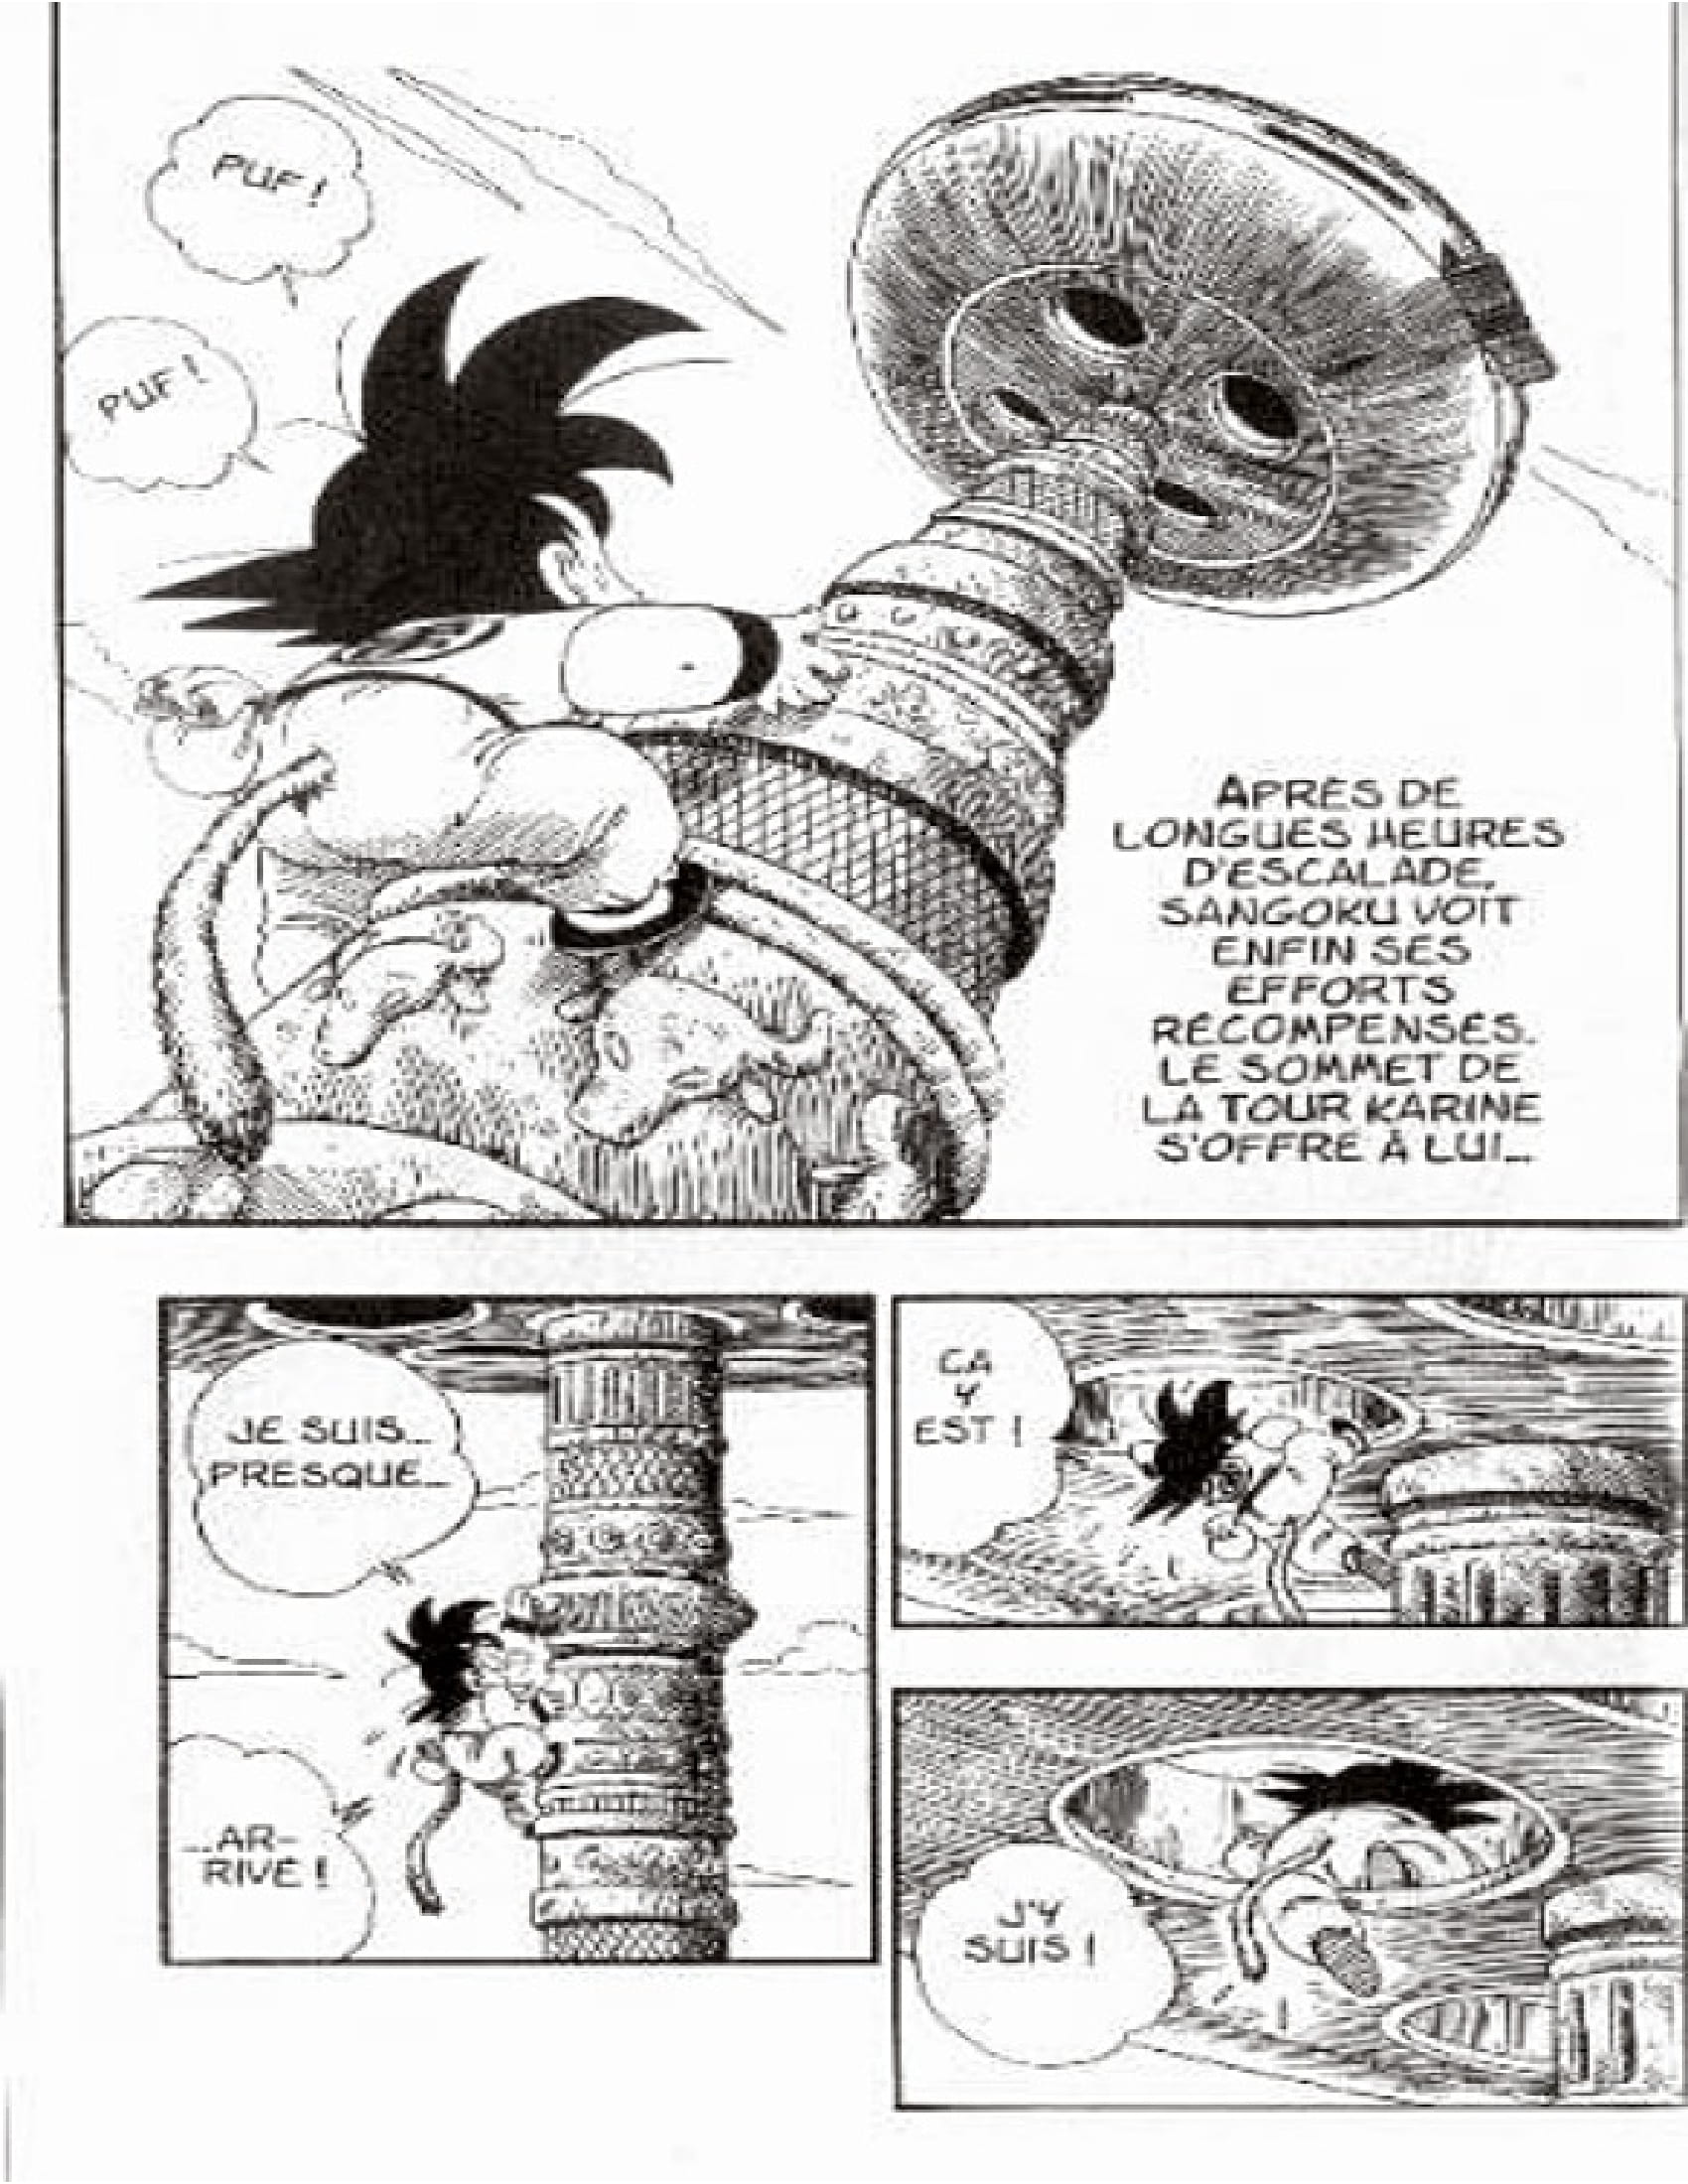 PUF !
PUF !
APRÈS DE
LONGUES HEURES
D'ESCALADE,
SANGOKU VOIT
ENFIN SES
EFFORTS
RÉCOMPENSÉS.
LE SOMMET DE
LA TOUR KARINE
S'OFFRE À LUI...
JE SUIS...
PRESQUE...
...AR-
RIVÉ !
ÇA
Y
EST !
J'Y
SUIS !